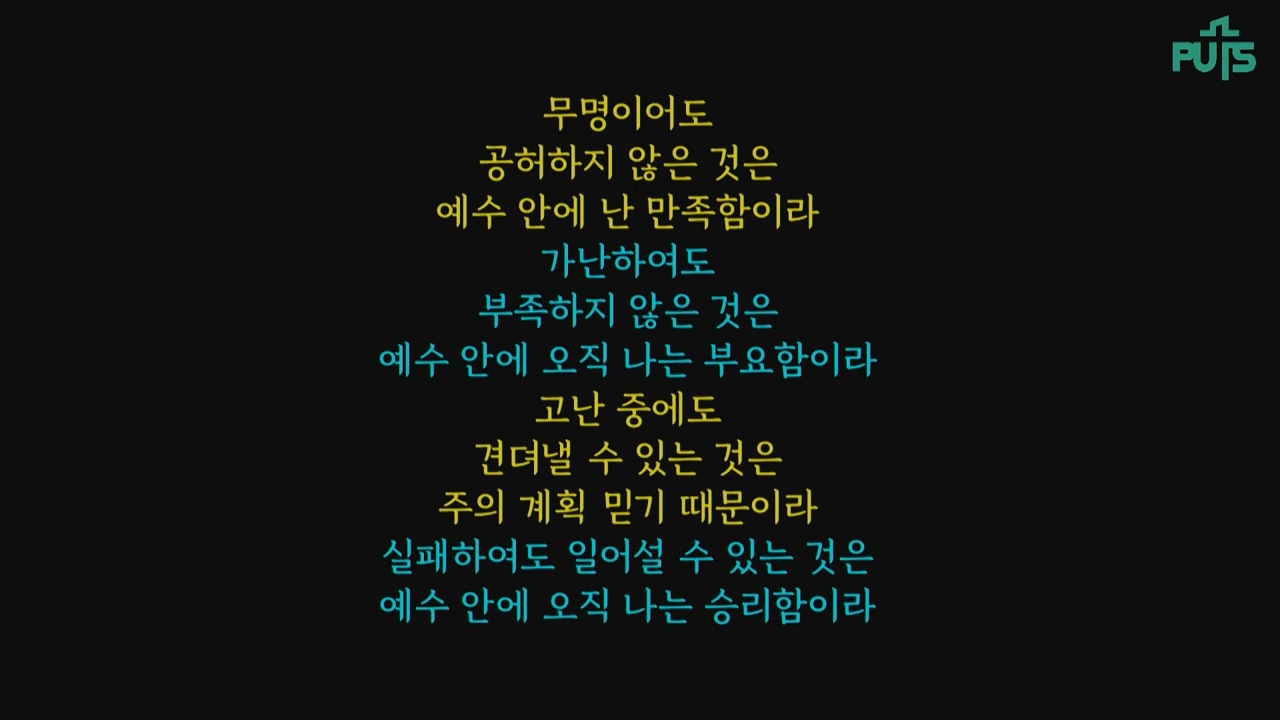 PUTS
무명이어도
공허하지 않은 것은
예수 안에 난 만족함이라
가난하여도
부족하지 않은 것은
예수 안에 오직 나는 부요함이라
고난 중에도
견뎌낼 수 있는 것은
주의 계획 믿기 때문이라
실패하여도 일어설 수 있는 것은
예수 안에 오직 나는 승리함이라